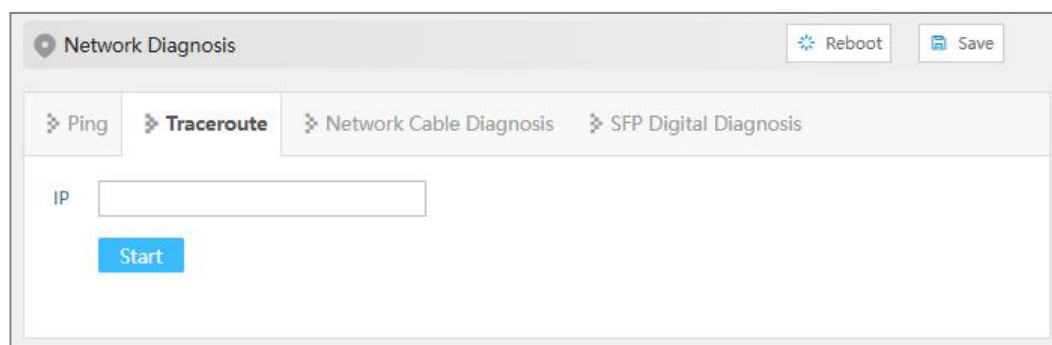 Network Diagnosis Reboot Save
Ping Traceroute Network Cable Diagnosis SFP Digital Diagnosis
IP
Start